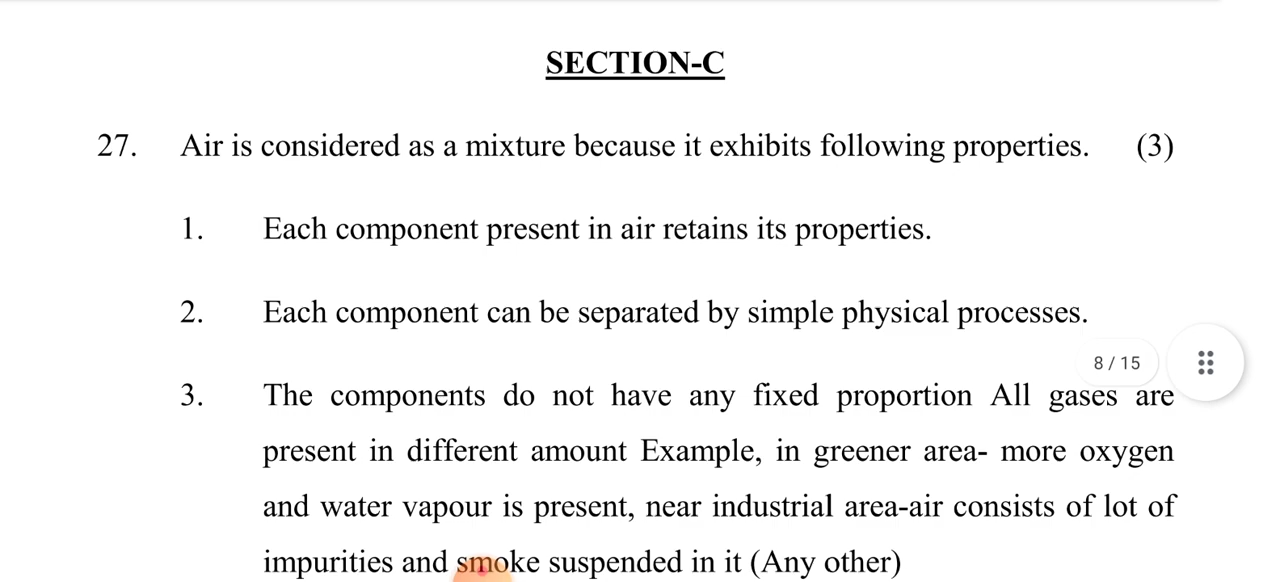 SECTION-C
27. Air is considered as a mixture because it exhibits following properties. (3)
1. Each component present in air retains its properties.
2. Each component can be separated by simple physical processes.
8 / 15
3. The components do not have any fixed proportion All gases are
present in different amount Example, in greener area- more oxygen
and water vapour is present, near industrial area-air consists of lot of
impurities and smoke suspended in it (Any other)